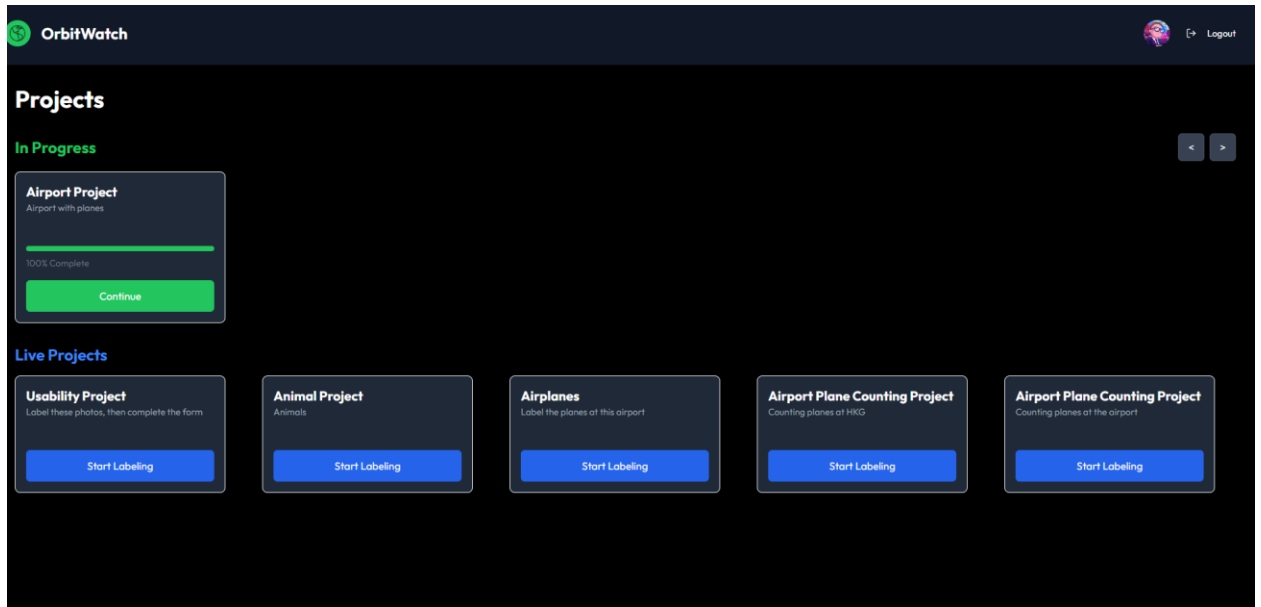 OrbitWatch
Logout
Projects
In Progress
< >
Airport Project
Airport with planes
100% Complete
Continue
Live Projects
Usability Project
Label these photos, then complete the form
Start Labeling
Animal Project
Animals
Start Labeling
Airplanes
Label the planes at this airport
Start Labeling
Airport Plane Counting Project
Counting planes at HKG
Start Labeling
Airport Plane Counting Project
Counting planes at the airport
Start Labeling